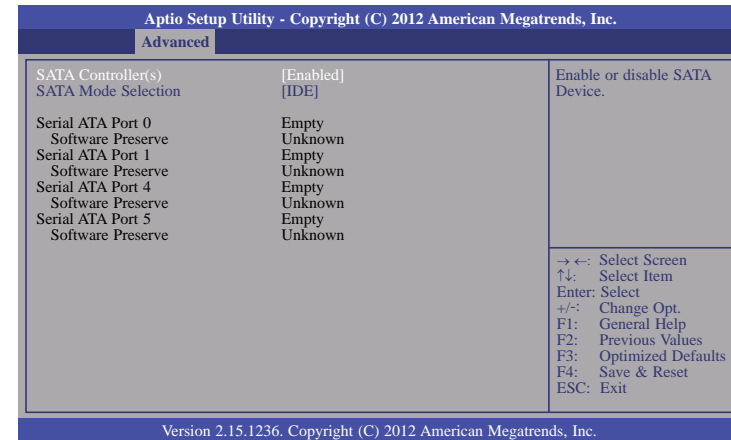 Aptio Setup Utility - Copyright (C) 2012 American Megatrends, Inc.
Advanced
SATA Controller(s) [Enabled]
SATA Mode Selection [IDE]
Serial ATA Port 0 Empty
Software Preserve Unknown
Serial ATA Port 1 Empty
Software Preserve Unknown
Serial ATA Port 4 Empty
Software Preserve Unknown
Serial ATA Port 5 Empty
Software Preserve Unknown
Enable or disable SATA
Device.
→←: Select Screen
↑↓: Select Item
Enter: Select
+/-: Change Opt.
F1: General Help
F2: Previous Values
F3: Optimized Defaults
F4: Save & Reset
ESC: Exit
Version 2.15.1236. Copyright (C) 2012 American Megatrends, Inc.